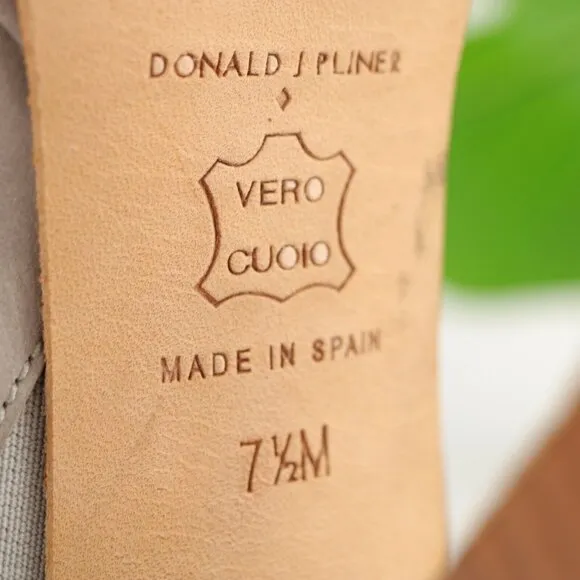 DONALD J PLINER
VERO
CUOIO
MADE IN SPAIN
7½M